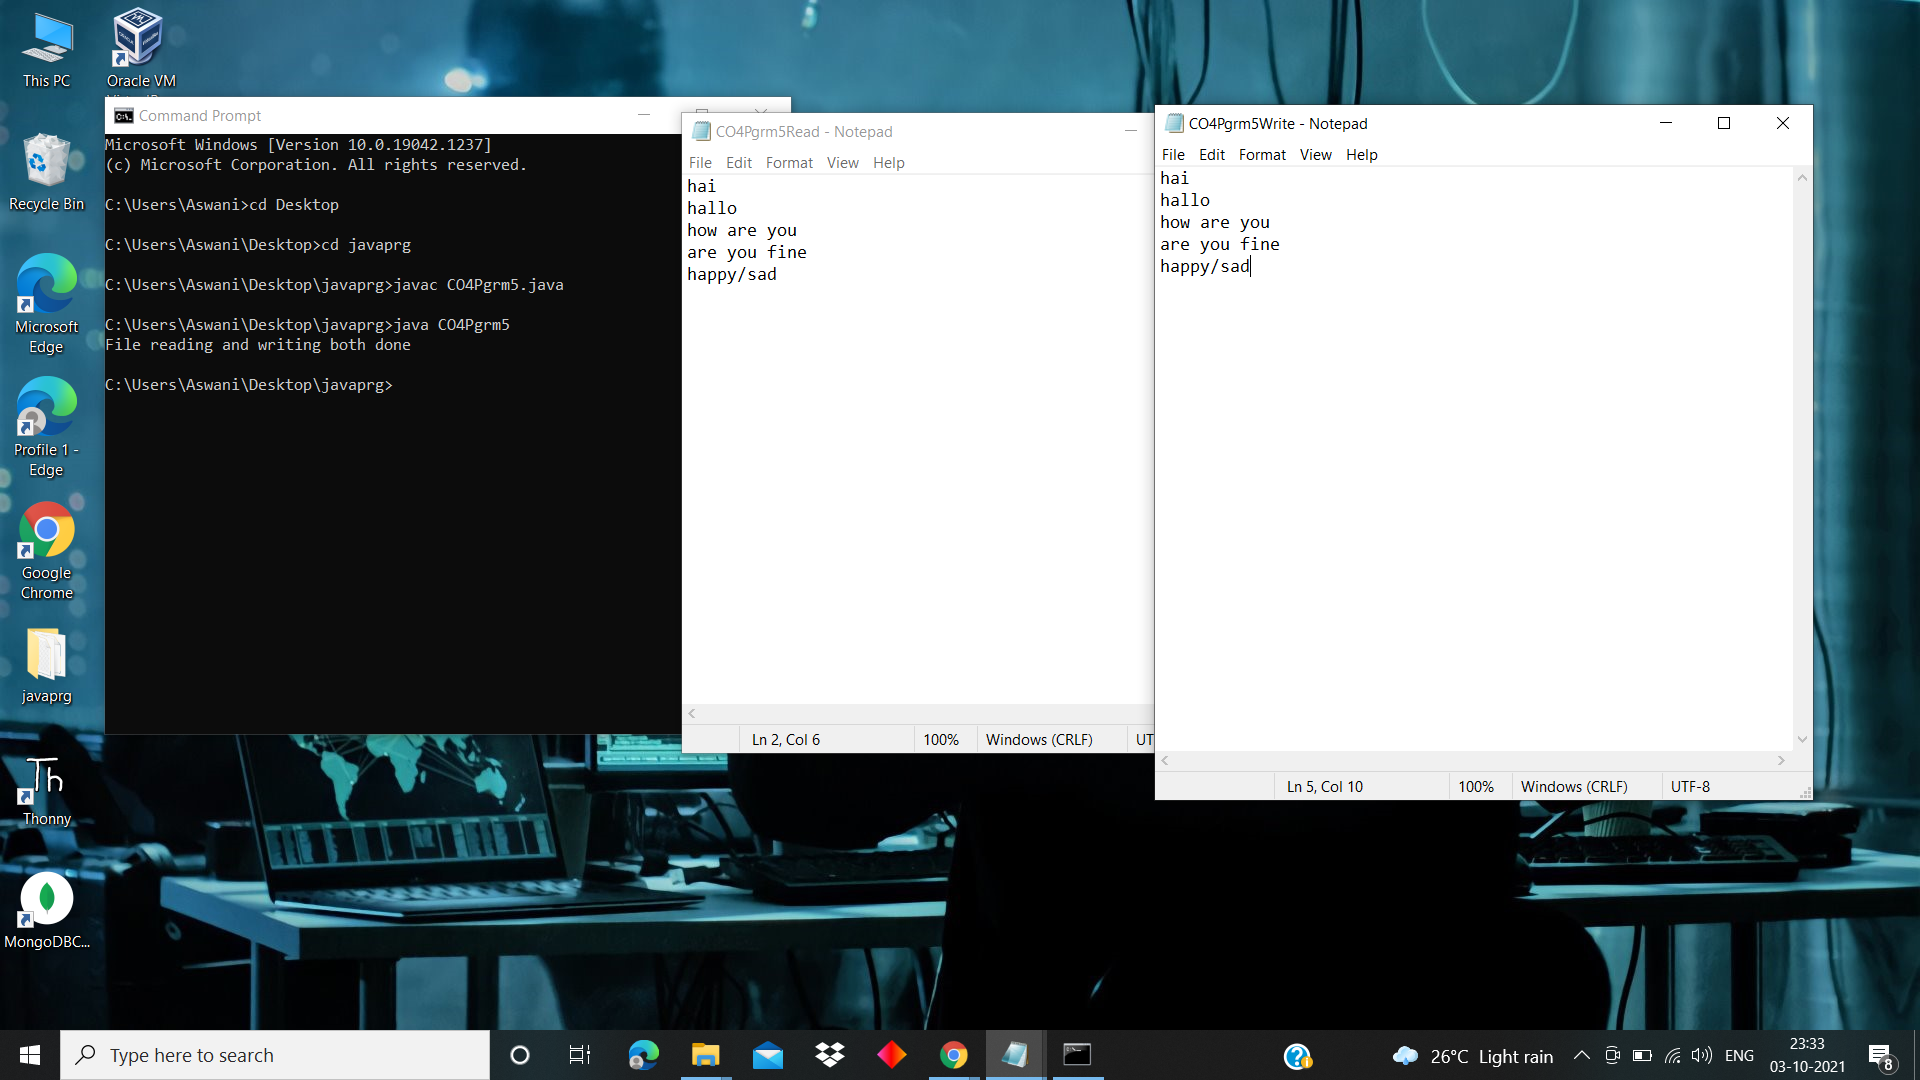 This PC
Oracle VM
Recycle Bin
Microsoft
Edge
Profile 1 -
Edge
Google
Chrome
javaprg
Th
Thonny
MongoDBC...
Command Prompt
Microsoft Windows [Version 10.0.19042.1237]
(c) Microsoft Corporation. All rights reserved.
C:\Users\Aswani>cd Desktop
C:\Users\Aswani\Desktop>cd javaprg
C:\Users\Aswani\Desktop\javaprg>javac CO4Pgrm5.java
C:\Users\Aswani\Desktop\javaprg>java CO4Pgrm5
File reading and writing both done
C:\Users\Aswani\Desktop\javaprg>
CO4Pgrm5Read - Notepad
File Edit Format View Help
hai
hallo
how are you
are you fine
happy/sad
Ln 2, Col 6 100% Windows (CRLF) UT
CO4Pgrm5Write - Notepad
File Edit Format View Help
hai
hallo
how are you
are you fine
happy/sad
Ln 5, Col 10 100% Windows (CRLF) UTF-8
Type here to search
26°C Light rain
ENG
23:33
03-10-2021
8